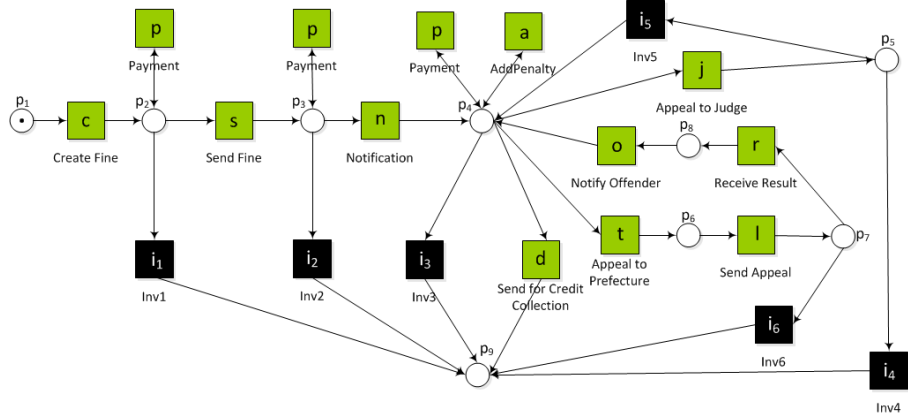 i5
p p p a p5
Inv5
Payment Payment Payment AddPenalty
j
p1 p2 p3 p4
Appeal to Judge
p8
c s n o r
Create Fine Send Fine Notification Notify Offender Receive Result
p6
t l p7
i1 i2 i3 d Appeal to
Prefecture Send Appeal
Inv1 Inv2 Inv3 Send for Credit
Collection
i6
p9
Inv6 i4
Inv4